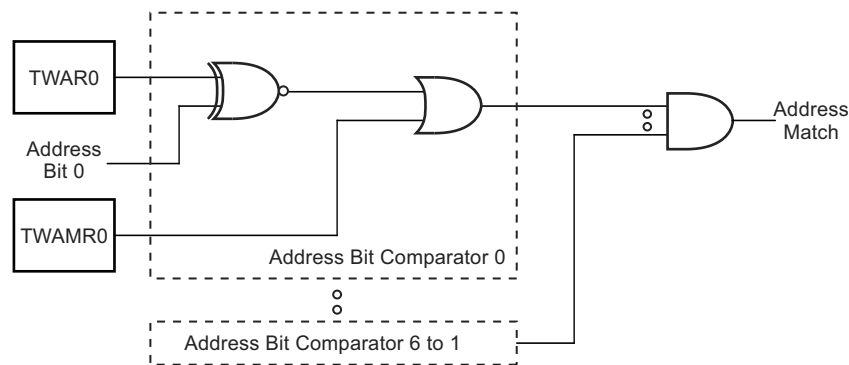 TWAR0
Address
Bit 0
TWAMR0
Address Bit Comparator 0
Address Bit Comparator 6 to 1
Address
Match